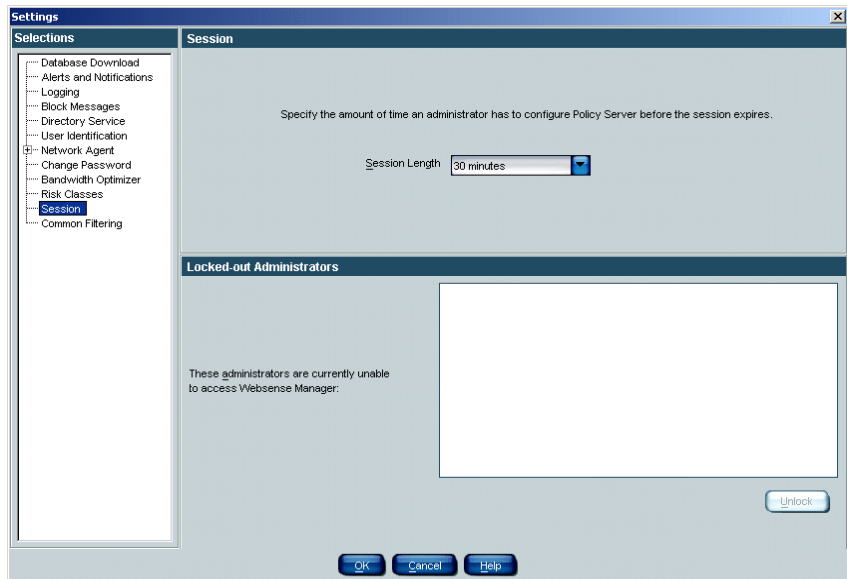 Settings
Selections
Database Download
Alerts and Notifications
Logging
Block Messages
Directory Service
User Identification
Network Agent
Change Password
Bandwidth Optimizer
Risk Classes
Session
Common Filtering
Session
Specify the amount of time an administrator has to configure Policy Server before the session expires.
Session Length
30 minutes
Locked-out Administrators
These administrators are currently unable
to access Websense Manager:
Unlock
OK
Cancel
Help